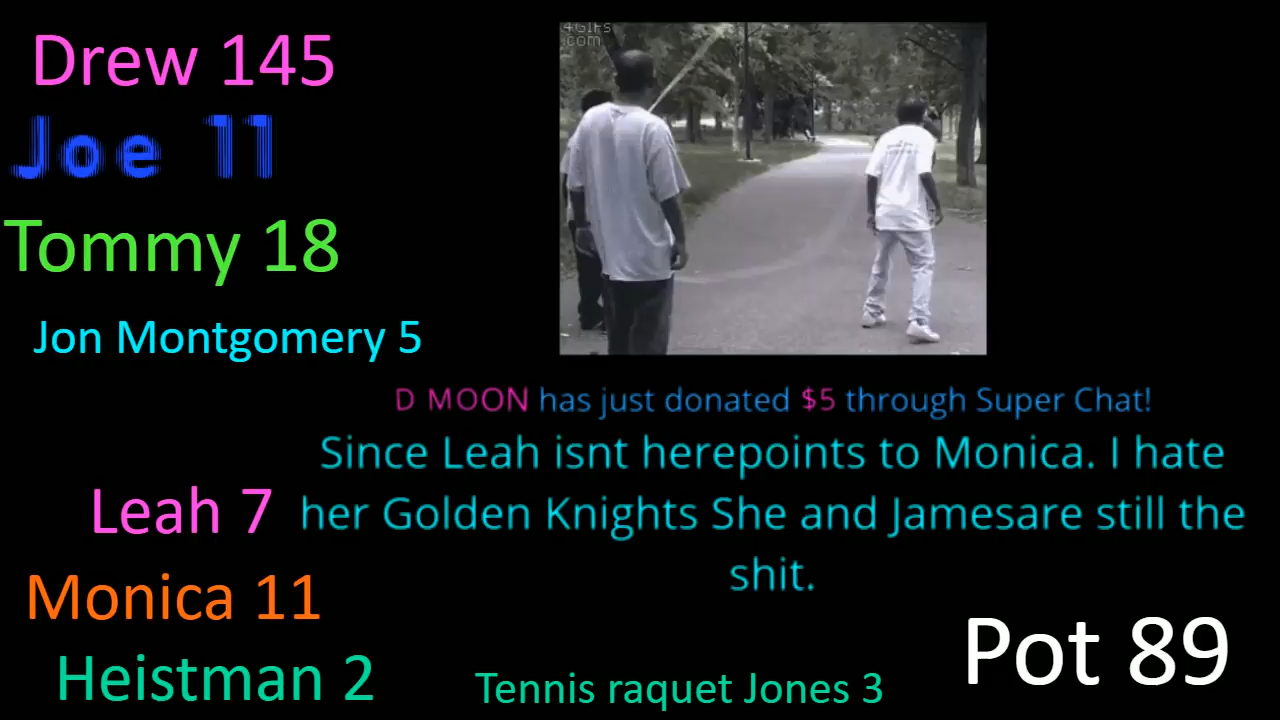 Drew 145
4GIFs
.com
Joe 11
Tommy 18
Jon Montgomery 5
D MOON has just donated $5 through Super Chat!
Since Leah isnt herepoints to Monica. I hate
Leah 7
her Golden Knights She and Jamesare still the
shit.
Monica 11
Pot 89
Heistman 2
Tennis raquet Jones 3